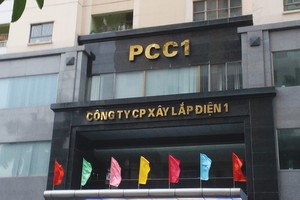 PCC1
CÔNG TY CP XÂY LẮP ĐIỆN 1